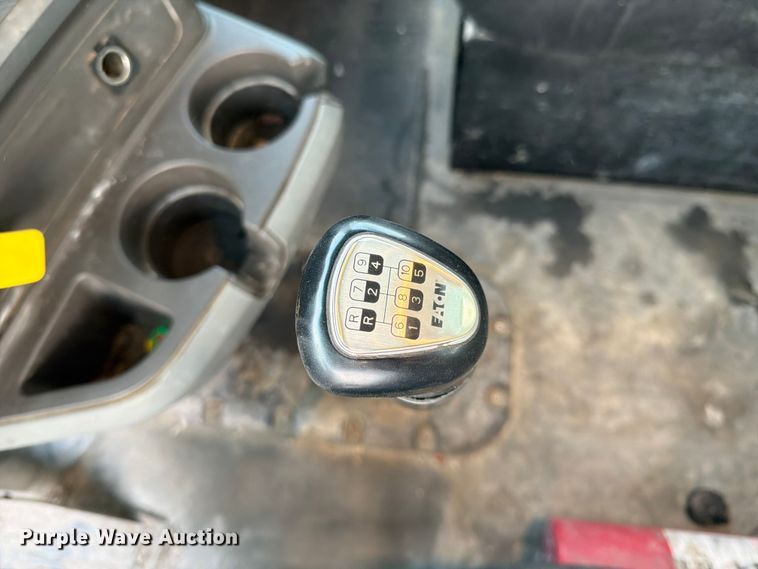 R 7 9
R 2 4
6 8 10
1 3 5
EATON
Purple Wave Auction